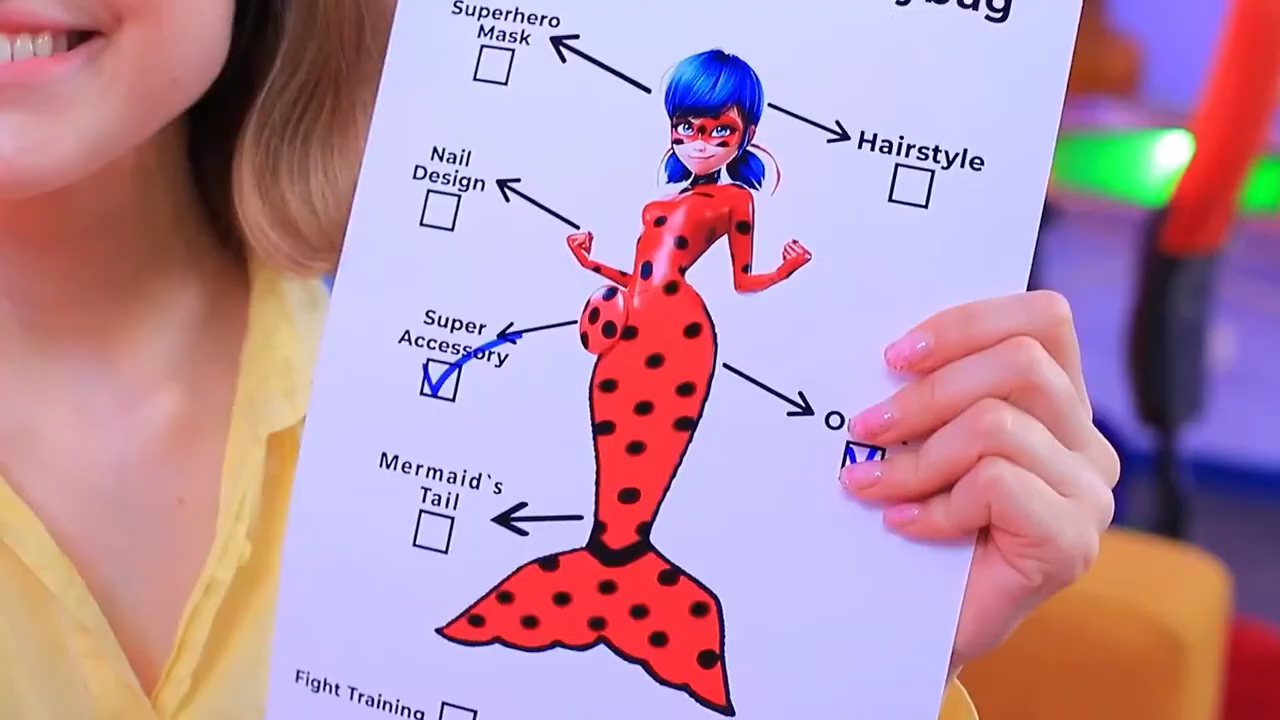 Superhero
Mask
Hairstyle
Nail
Design
Super
Accessory
Mermaid`s
Tail
Fight Training